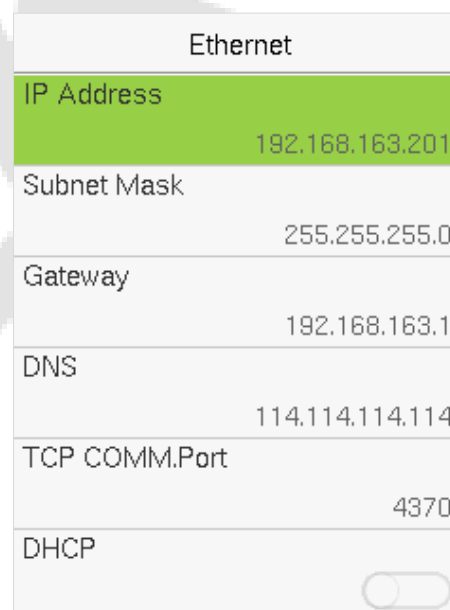 Ethernet
IP Address
192.168.163.201
Subnet Mask
255.255.255.0
Gateway
192.168.163.1
DNS
114.114.114.114
TCP COMM.Port
4370
DHCP